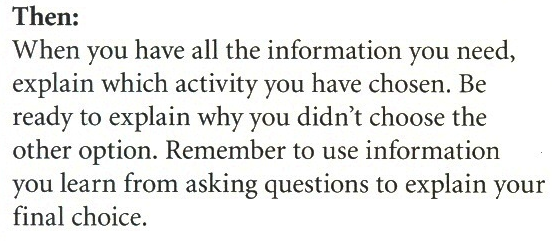 Then:
When you have all the information you need,
explain which activity you have chosen. Be
ready to explain why you didn't choose the
other option. Remember to use information
you learn from asking questions to explain your
final choice.